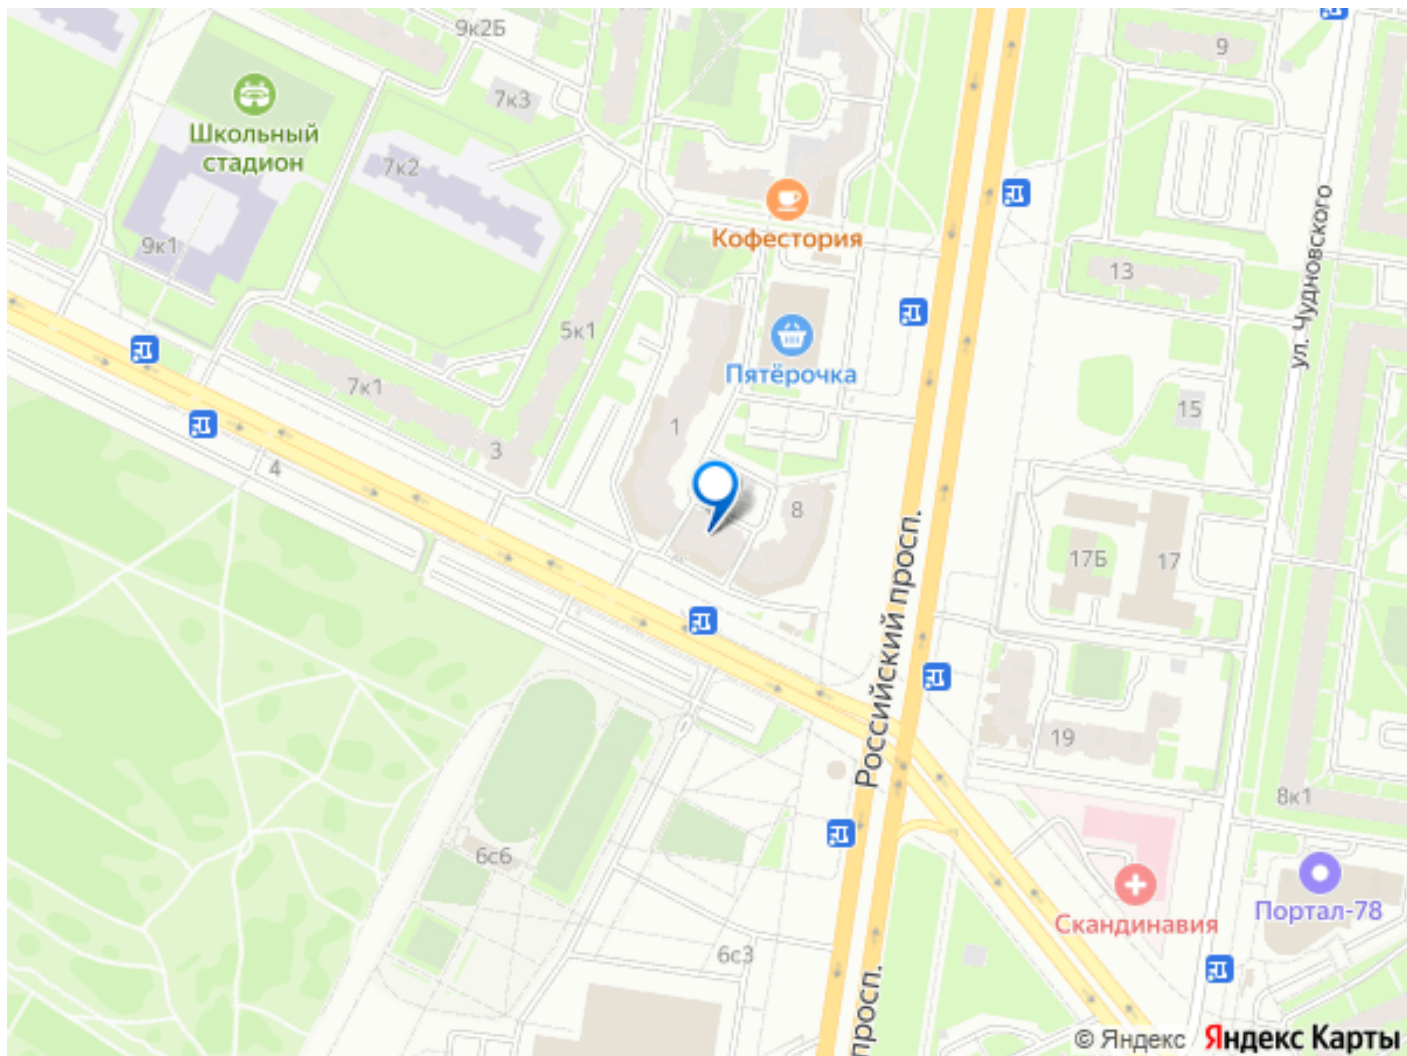 9к2Б
9
7к3
Школьный
стадион
7к2
Кофестория
9к1
13
ул. Чудновского
5к1
Пятёрочка
7к1
15
1
3
4
8
Российский просп.
17Б
17
19
8к1
6с6
Скандинавия
Портал-78
6с3
просп.
© Яндекс Яндекс Карты